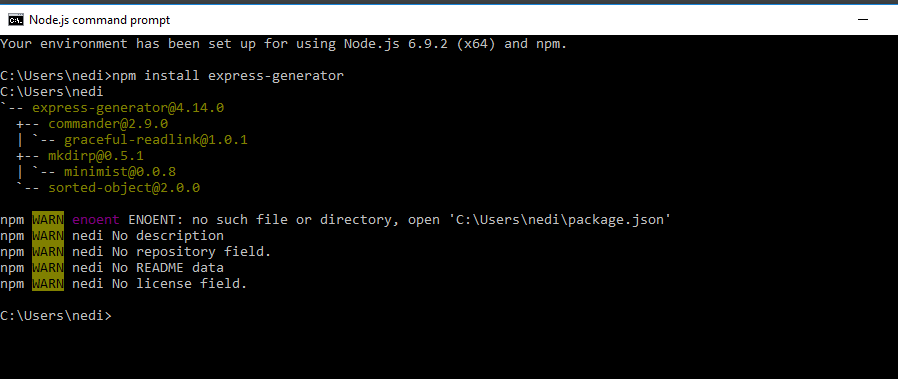 Node.js command prompt
Your environment has been set up for using Node.js 6.9.2 (x64) and npm.
C:\Users\nedi>npm install express-generator
C:\Users\nedi
`-- express-generator@4.14.0
  +-- commander@2.9.0
  | `-- graceful-readlink@1.0.1
  +-- mkdirp@0.5.1
  | `-- minimist@0.0.8
  `-- sorted-object@2.0.0
npm WARN enoent ENOENT: no such file or directory, open 'C:\Users\nedi\package.json'
npm WARN nedi No description
npm WARN nedi No repository field.
npm WARN nedi No README data
npm WARN nedi No license field.
C:\Users\nedi>